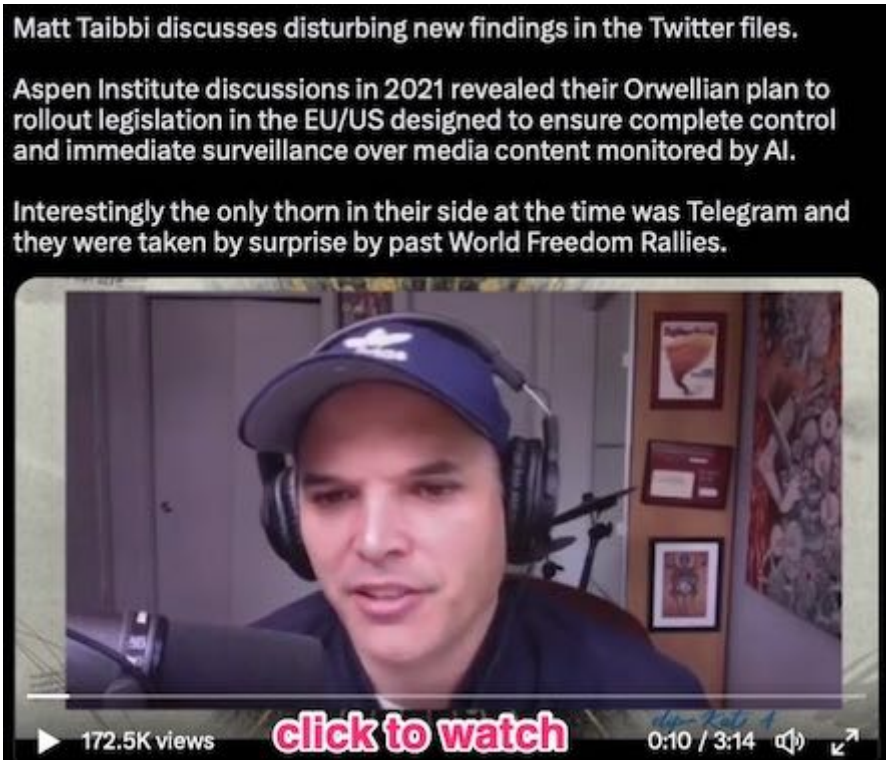 Matt Taibbi discusses disturbing new findings in the Twitter files.
Aspen Institute discussions in 2021 revealed their Orwellian plan to
rollout legislation in the EU/US designed to ensure complete control
and immediate surveillance over media content monitored by AI.
Interestingly the only thorn in their side at the time was Telegram and
they were taken by surprise by past World Freedom Rallies.
172.5K views
click to watch
0:10 / 3:14